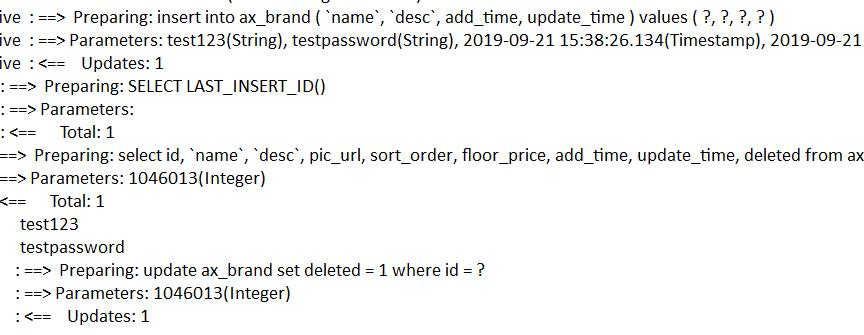 ive : ==> Preparing: insert into ax_brand ( `name`, `desc`, add_time, update_time ) values ( ?, ?, ?, ? )
ive : ==> Parameters: test123(String), testpassword(String), 2019-09-21 15:38:26.134(Timestamp), 2019-09-21
ive : <== Updates: 1
: ==> Preparing: SELECT LAST_INSERT_ID()
: ==> Parameters:
: <== Total: 1
==> Preparing: select id, `name`, `desc`, pic_url, sort_order, floor_price, add_time, update_time, deleted from ax
==> Parameters: 1046013(Integer)
<== Total: 1
test123
testpassword
: ==> Preparing: update ax_brand set deleted = 1 where id = ?
: ==> Parameters: 1046013(Integer)
: <== Updates: 1